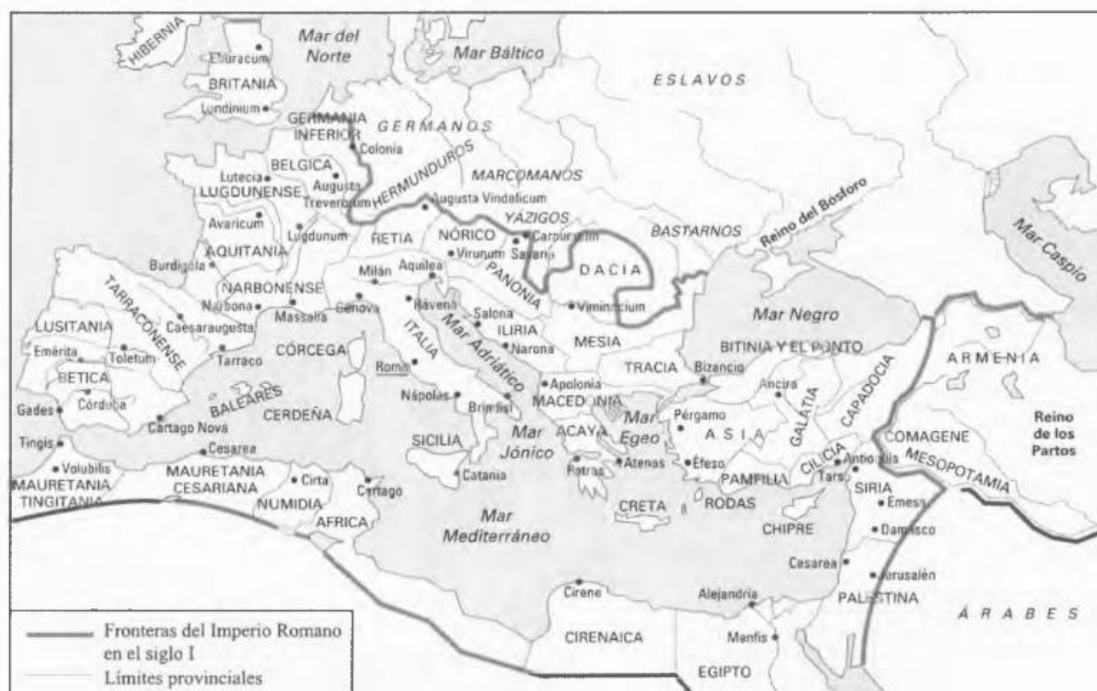 HIBERNIA
Mar del
Norte
Mar Báltico
Eburacum
BRITANIA
Lundinium
ESLAVOS
GERMANIA
INFERIOR
GERMANOS
Colonia
BELGICA
Lutecia
LUGDUNENSE
Augusta
Treverorum
HERMUNDUROS
MARCOMANOS
Augusta Vindelicum
YÁZIGOS
BASTARNOS
Reino del Bósforo
Mar Caspio
Avaricum
AQUITANIA
Lugdunum
RETIA
NÓRICO
Virunum
Savaria
DACIA
Burdigala
Milán
Aquilea
PANONIA
NARBONENSE
Narbona
Massalia
Génova
Ravena
Salona
Viminacium
Mar Negro
TARRACONENSE
Caesaraugusta
Tarraco
LUSITANIA
Emérita
Toletum
BETICA
Córduba
Gades
Cartago Nova
BALEARES
CÓRCEGA
CERDEÑA
ITALIA
Roma
Mar Adriático
ILIRIA
Narona
MESIA
TRACIA
Bizancio
BITINIA Y EL PONTO
ARMENIA
Nápoles
Brindisi
Apolonia
MACEDONIA
Mar
Egeo
Pérgamo
ASIA
Ancira
GALATIA
CAPADOCIA
Reino
de los
Partos
COMAGENE
MESOPOTAMIA
Tingis
Volubilis
MAURETANIA
TINGITANIA
Cesarea
MAURETANIA
CESARIANA
Cirta
NUMIDIA
Cartago
AFRICA
SICILIA
Catania
Mar
Jónico
ACAYA
Patras
Atenas
Éfeso
PAMFILIA
CILICIA
Tarso
Antioquia
SIRIA
Emesa
CRETA
RODAS
CHIPRE
Damasco
Mar
Mediterráneo
Cesarea
Jerusalén
PALESTINA
ÁRABES
Cirene
CIRENAICA
Alejandría
Menfis
EGIPTO
Fronteras del Imperio Romano
en el siglo I
Límites provinciales